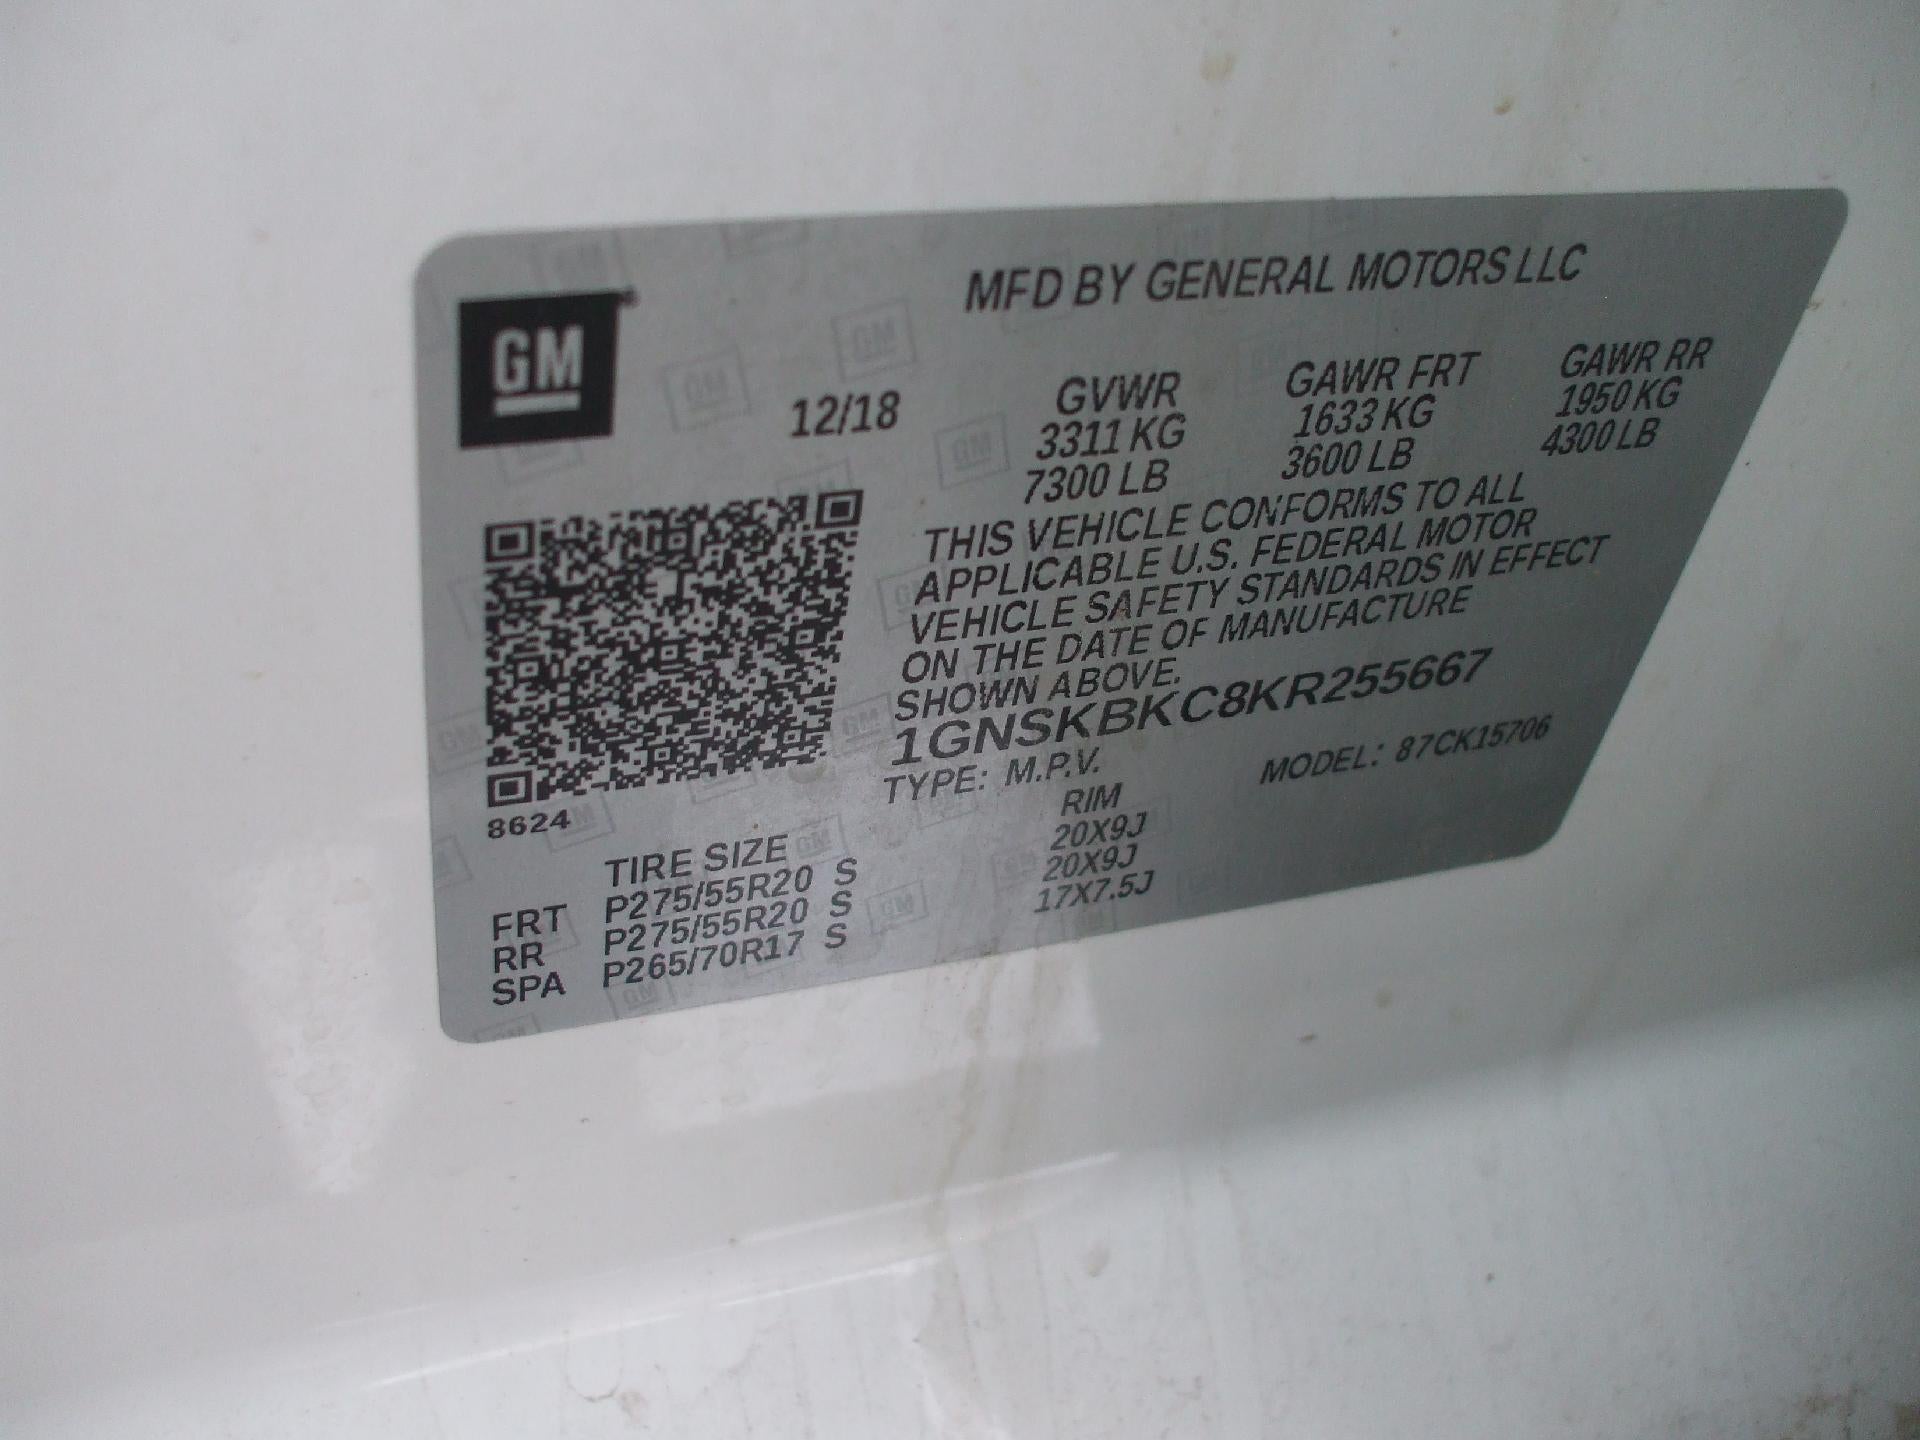 GM
MFD BY GENERAL MOTORS LLC
12/18
GVWR GAWR FRT GAWR RR
3311 KG 1633 KG 1950 KG
7300 LB 3600 LB 4300 LB
THIS VEHICLE CONFORMS TO ALL
APPLICABLE U.S. FEDERAL MOTOR
VEHICLE SAFETY STANDARDS IN EFFECT
ON THE DATE OF MANUFACTURE
SHOWN ABOVE.
1GNSKBKC8KR255667
TYPE: M.P.V. MODEL: 87CK15706
8624
TIRE SIZE RIM
FRT P275/55R20 S 20X9J
RR P275/55R20 S 20X9J
SPA P265/70R17 S 17X7.5J